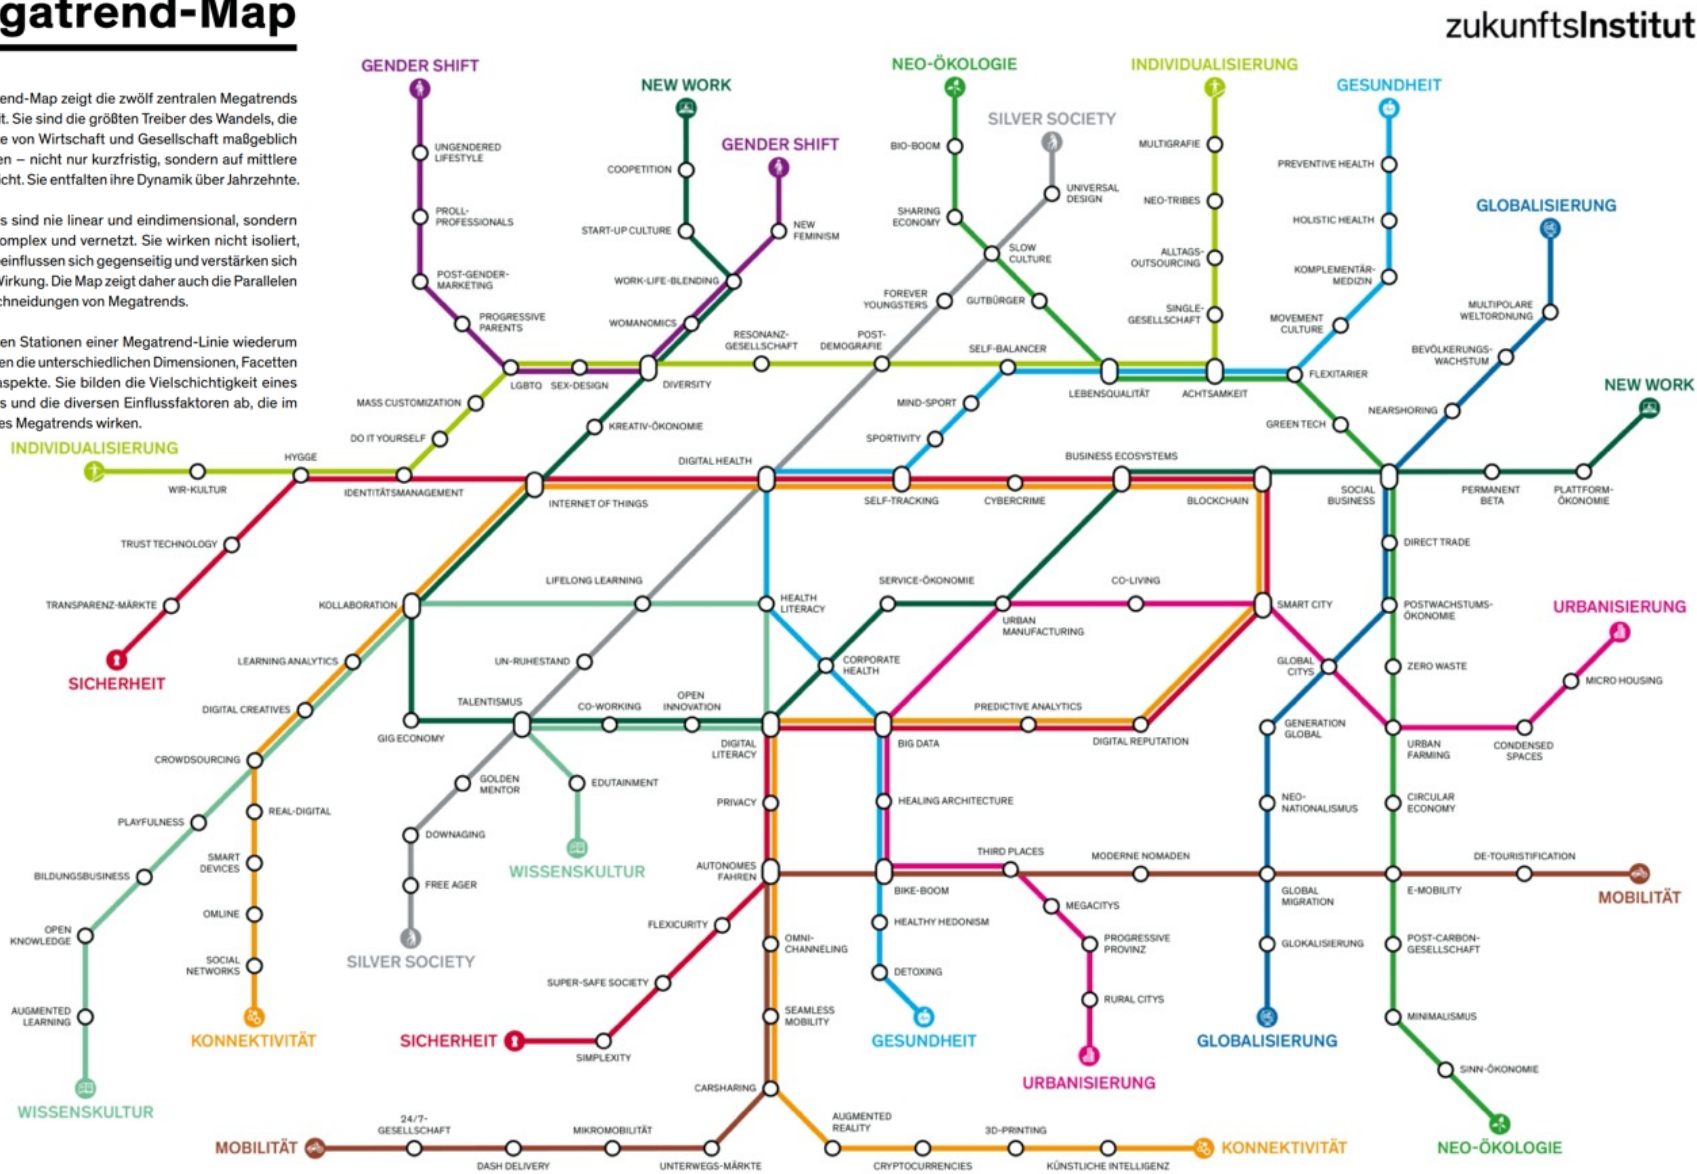 gatrend-Map
zukunftsInstitut
end-Map zeigt die zwölf zentralen Megatrends
it. Sie sind die größten Treiber des Wandels, die
te von Wirtschaft und Gesellschaft maßgeblich
en – nicht nur kurzfristig, sondern auf mittlere
icht. Sie entfalten ihre Dynamik über Jahrzehnte.
s sind nie linear und eindimensional, sondern
omplex und vernetzt. Sie wirken nicht isoliert,
einflussen sich gegenseitig und verstärken sich
Wirkung. Die Map zeigt daher auch die Parallelen
chneidungen von Megatrends.
en Stationen einer Megatrend-Linie wiederum
en die unterschiedlichen Dimensionen, Facetten
aspekte. Sie bilden die Vielschichtigkeit eines
s und die diversen Einflussfaktoren ab, die im
es Megatrends wirken.
GENDER SHIFT
UNGENDERED
LIFESTYLE
PROLL-
PROFESSIONALS
POST-GENDER-
MARKETING
PROGRESSIVE
PARENTS
NEW WORK
COOPETITION
START-UP CULTURE
WORK-LIFE-BLENDING
WOMANOMICS
GENDER SHIFT
NEW
FEMINISM
NEO-ÖKOLOGIE
BIO-BOOM
SHARING
ECONOMY
SILVER SOCIETY
UNIVERSAL
DESIGN
SLOW
CULTURE
FOREVER
YOUNGSTERS
GUTBÜRGER
INDIVIDUALISIERUNG
MULTIGRAFIE
NEO-TRIBES
ALLTAGS-
OUTSOURCING
SINGLE-
GESELLSCHAFT
GESUNDHEIT
PREVENTIVE HEALTH
HOLISTIC HEALTH
KOMPLEMENTÄR-
MEDIZIN
MOVEMENT
CULTURE
GLOBALISIERUNG
MULTIPOLARE
WELTORDNUNG
BEVÖLKERUNGS-
WACHSTUM
NEARSHORING
NEW WORK
LGBTQ
SEX-DESIGN
DIVERSITY
RESONANZ-
GESELLSCHAFT
POST-
DEMOGRAFIE
SELF-BALANCER
LEBENSQUALITÄT
ACHTSAMKEIT
FLEXITARIER
MASS CUSTOMIZATION
DO IT YOURSELF
KREATIV-ÖKONOMIE
MIND-SPORT
SPORTIVITY
GREEN TECH
INDIVIDUALISIERUNG
WIR-KULTUR
HYGGE
IDENTITÄTSMANAGEMENT
INTERNET OF THINGS
DIGITAL HEALTH
SELF-TRACKING
CYBERCRIME
BUSINESS ECOSYSTEMS
BLOCKCHAIN
SOCIAL
BUSINESS
PERMANENT
BETA
PLATTFORM-
ÖKONOMIE
TRUST TECHNOLOGY
TRANSPARENZ-MÄRKTE
SICHERHEIT
DIRECT TRADE
KOLLABORATION
LIFELONG LEARNING
HEALTH
LITERACY
SERVICE-ÖKONOMIE
URBAN
MANUFACTURING
CO-LIVING
SMART CITY
POSTWACHSTUMS-
ÖKONOMIE
URBANISIERUNG
LEARNING ANALYTICS
UN-RUHESTAND
CORPORATE
HEALTH
GLOBAL
CITYS
ZERO WASTE
MICRO HOUSING
DIGITAL CREATIVES
GIG ECONOMY
TALENTISMUS
CO-WORKING
OPEN
INNOVATION
DIGITAL
LITERACY
BIG DATA
PREDICTIVE ANALYTICS
DIGITAL REPUTATION
GENERATION
GLOBAL
URBAN
FARMING
CONDENSED
SPACES
CROWDSOURCING
GOLDEN
MENTOR
EDUTAINMENT
PLAYFULNESS
REAL-DIGITAL
PRIVACY
HEALING ARCHITECTURE
NEO-
NATIONALISMUS
CIRCULAR
ECONOMY
DOWNAGING
WISSENSKULTUR
SMART
DEVICES
BILDUNGSBUSINESS
FREE AGER
AUTONOMES
FAHREN
BIKE-BOOM
THIRD PLACES
MODERNE NOMADEN
GLOBAL
MIGRATION
E-MOBILITY
DE-TOURISTIFICATION
MOBILITÄT
OMLINE
FLEXICURITY
HEALTHY HEDONISM
MEGACITYS
OPEN
KNOWLEDGE
SILVER SOCIETY
SOCIAL
NETWORKS
OMNI-
CHANNELING
PROGRESSIVE
PROVINZ
GLOKALISIERUNG
POST-CARBON-
GESELLSCHAFT
SUPER-SAFE SOCIETY
DETOXING
RURAL CITYS
AUGMENTED
LEARNING
KONNEKTIVITÄT
SICHERHEIT
SIMPLEXITY
SEAMLESS
MOBILITY
GESUNDHEIT
URBANISIERUNG
GLOBALISIERUNG
MINIMALISMUS
SINN-ÖKONOMIE
WISSENSKULTUR
CARSHARING
MOBILITÄT
24/7-
GESELLSCHAFT
DASH DELIVERY
MIKROMOBILITÄT
UNTERWEGS-MÄRKTE
AUGMENTED
REALITY
CRYPTOCURRENCIES
3D-PRINTING
KÜNSTLICHE INTELLIGENZ
KONNEKTIVITÄT
NEO-ÖKOLOGIE